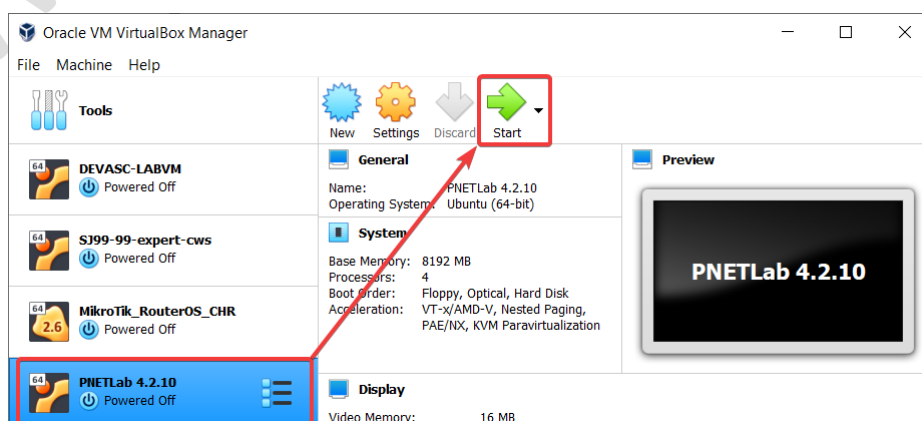 Oracle VM VirtualBox Manager
File Machine Help
Tools
New Settings Discard Start
64
DEVASC-LABVM
Powered Off
64
SJ99-99-expert-cws
Powered Off
64
2.6
MikroTik_RouterOS_CHR
Powered Off
64
PNETLab 4.2.10
Powered Off
General
Name: PNETLab 4.2.10
Operating System: Ubuntu (64-bit)
System
Base Memory: 8192 MB
Processors: 4
Boot Order: Floppy, Optical, Hard Disk
Acceleration: VT-x/AMD-V, Nested Paging,
PAE/NX, KVM Paravirtualization
Display
Video Memory: 16 MB
Preview
PNETLab 4.2.10